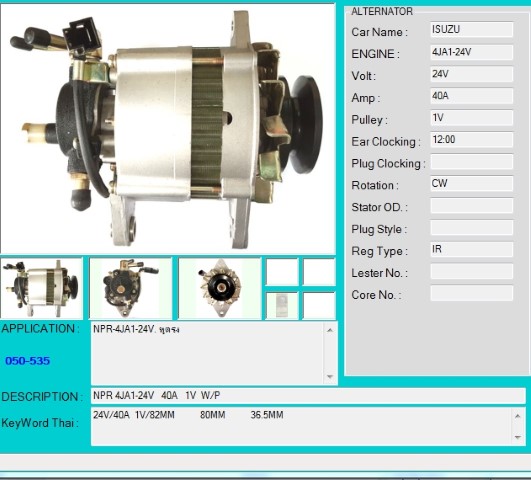 ALTERNATOR
Car Name : ISUZU
ENGINE : 4JA1-24V
Volt : 24V
Amp : 40A
Pulley : 1V
Ear Clocking : 12:00
Plug Clocking :
Rotation : CW
Stator OD. :
Plug Style :
Reg Type : IR
Lester No. :
Core No. :
APPLICATION : NPR-4JA1-24V. หูตรง
050-535
DESCRIPTION : NPR 4JA1-24V 40A 1V W/P
KeyWord Thai : 24V/40A 1V/82MM 80MM 36.5MM